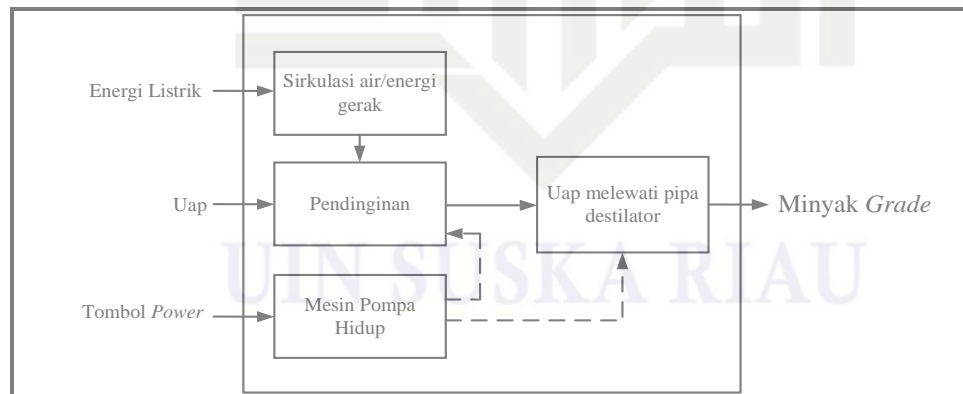 Energi Listrik
Sirkulasi air/energi
gerak
Uap
Pendinginan
Uap melewati pipa
destilator
Minyak Grade
UIN SUSKA RIAU
Tombol Power
Mesin Pompa
Hidup